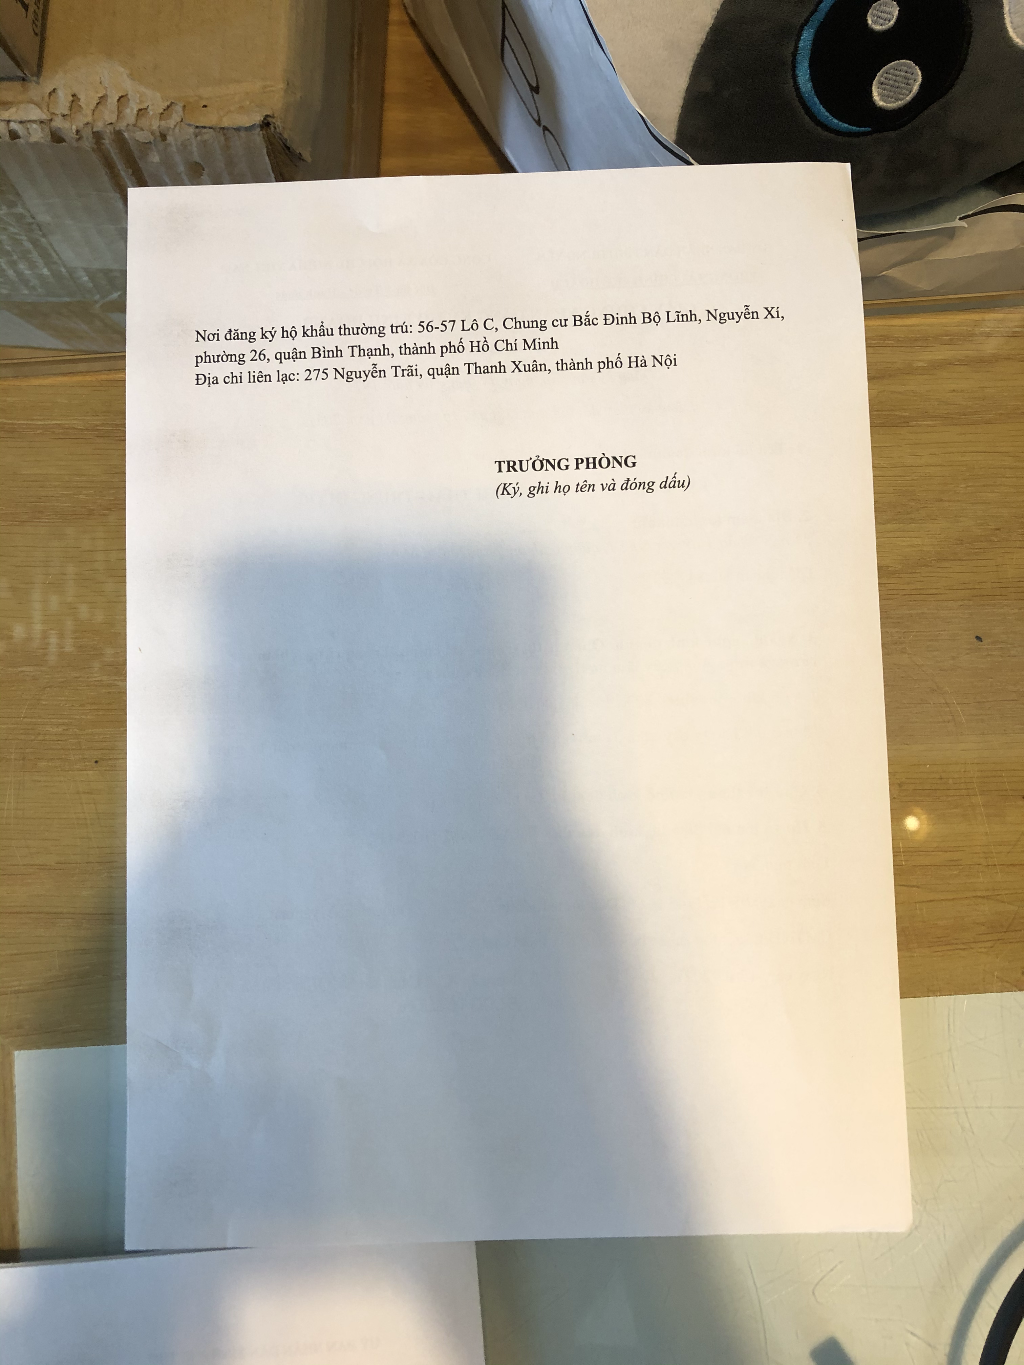 Nơi đăng ký hộ khẩu thường trú: 56-57 Lô C, Chung cư Bắc Đinh Bộ Lĩnh, Nguyễn Xí,
phường 26, quận Bình Thạnh, thành phố Hồ Chí Minh
Địa chỉ liên lạc: 275 Nguyễn Trãi, quận Thanh Xuân, thành phố Hà Nội
TRƯỞNG PHÒNG
(Ký, ghi họ tên và đóng dấu)